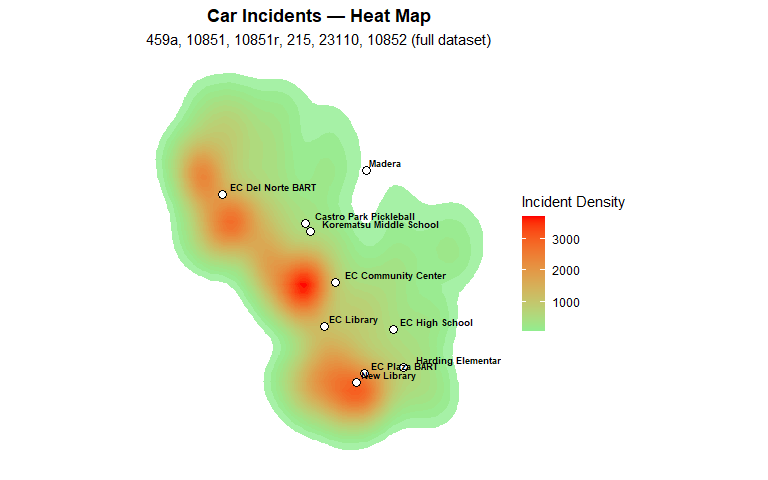 Car Incidents — Heat Map
459a, 10851, 10851r, 215, 23110, 10852 (full dataset)
Madera
EC Del Norte BART
Castro Park Pickleball
Korematsu Middle School
Incident Density
3000
2000
1000
EC Community Center
EC Library
EC High School
Harding Elementar
EC Plaza BART
New Library